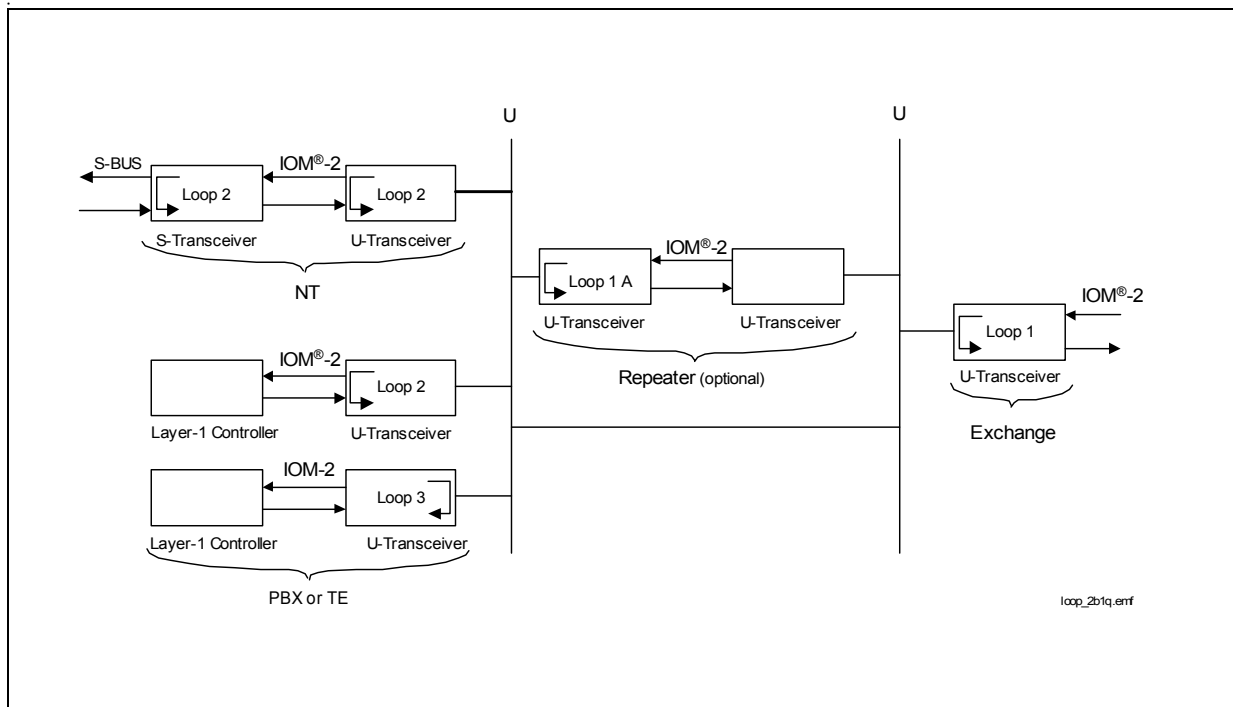 .
U
U
S-BUS
IOM®-2
Loop 2
Loop 2
S-Transceiver
U-Transceiver
NT
IOM®-2
Loop 1 A
U-Transceiver
U-Transceiver
Repeater (optional)
IOM®-2
Loop 1
U-Transceiver
Exchange
IOM®-2
Loop 2
Layer-1 Controller
U-Transceiver
IOM-2
Loop 3
Layer-1 Controller
U-Transceiver
PBX or TE
loop_2b1q.emf